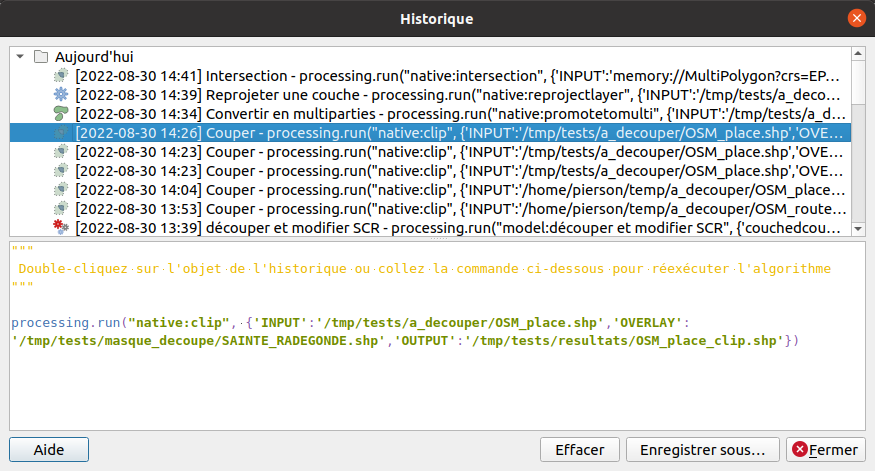 Historique
Aujourd'hui
[2022-08-30 14:41] Intersection - processing.run("native:intersection", {'INPUT':'memory://MultiPolygon?crs=EP…
[2022-08-30 14:39] Reprojeter une couche - processing.run("native:reprojectlayer", {'INPUT':'/tmp/tests/a_deco…
[2022-08-30 14:34] Convertir en multiparties - processing.run("native:promotetomulti", {'INPUT':'/tmp/tests/a_d…
[2022-08-30 14:26] Couper - processing.run("native:clip", {'INPUT':'/tmp/tests/a_decouper/OSM_place.shp','OVE…
[2022-08-30 14:23] Couper - processing.run("native:clip", {'INPUT':'/tmp/tests/a_decouper/OSM_place.shp','OVE…
[2022-08-30 14:23] Couper - processing.run("native:clip", {'INPUT':'/tmp/tests/a_decouper/OSM_place.shp','OVE…
[2022-08-30 14:04] Couper - processing.run("native:clip", {'INPUT':'/home/pierson/temp/a_decouper/OSM_place…
[2022-08-30 13:53] Couper - processing.run("native:clip", {'INPUT':'/home/pierson/temp/a_decouper/OSM_route…
[2022-08-30 13:39] découper et modifier SCR - processing.run("model:découper et modifier SCR", {'couchedcou…
"""
Double-cliquez sur l'objet de l'historique ou collez la commande ci-dessous pour réexécuter l'algorithme
"""
processing.run("native:clip", {'INPUT':'/tmp/tests/a_decouper/OSM_place.shp','OVERLAY':
'/tmp/tests/masque_decoupe/SAINTE_RADEGONDE.shp','OUTPUT':'/tmp/tests/resultats/OSM_place_clip.shp'})
Aide
Effacer
Enregistrer sous…
Fermer